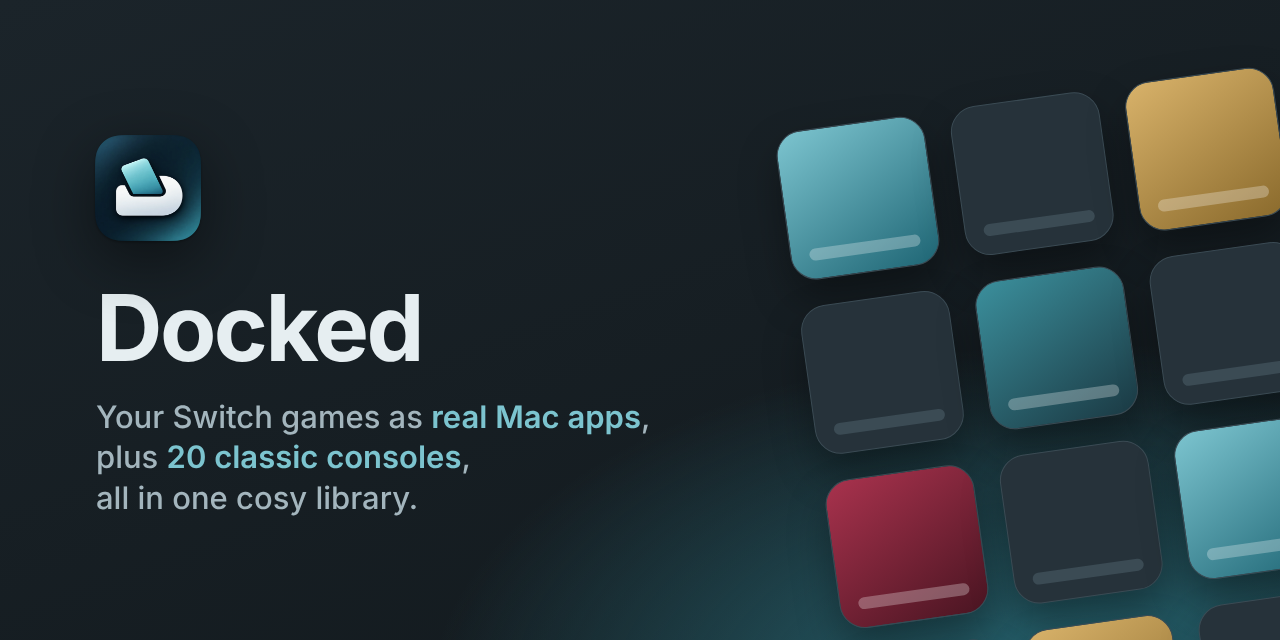 Docked
Your Switch games as real Mac apps,
plus 20 classic consoles,
all in one cosy library.